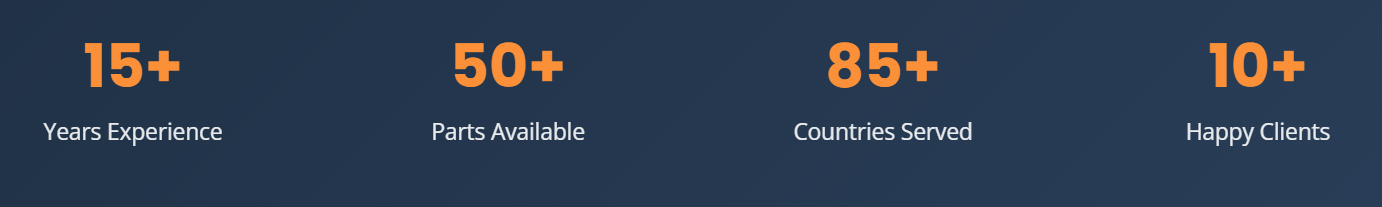 15+ 50+ 85+ 10+
Years Experience Parts Available Countries Served Happy Clients